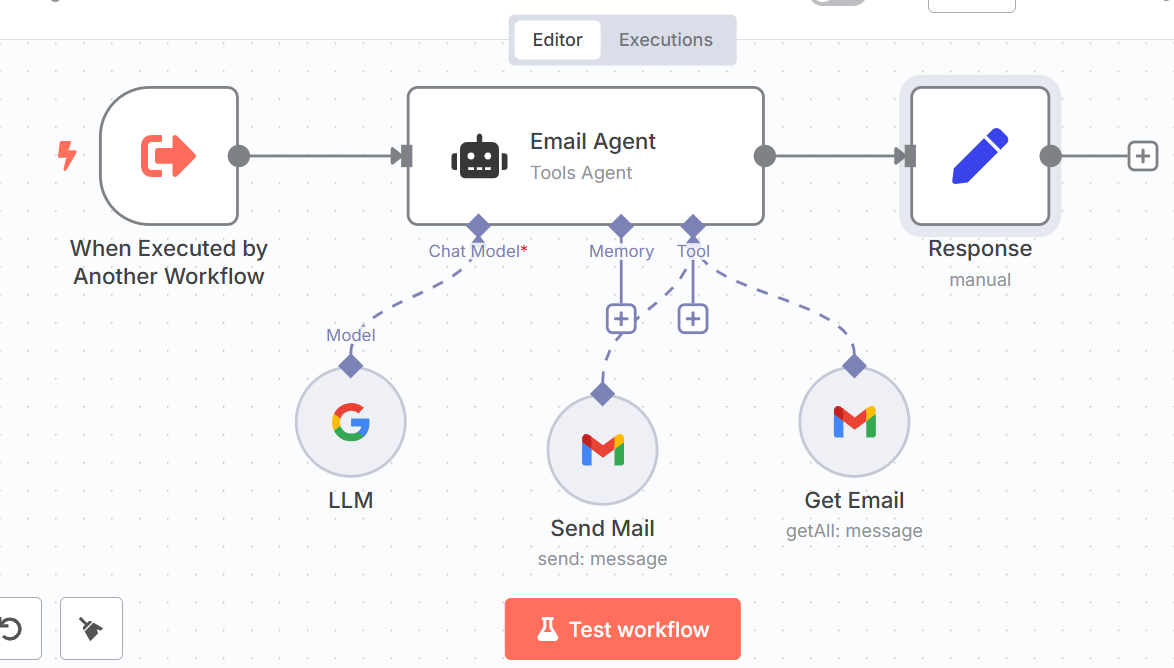 Editor
Executions
Email Agent
Tools Agent
When Executed by
Another Workflow
Chat Model*
Memory
Tool
Response
manual
Model
LLM
Send Mail
send: message
Get Email
getAll: message
Test workflow